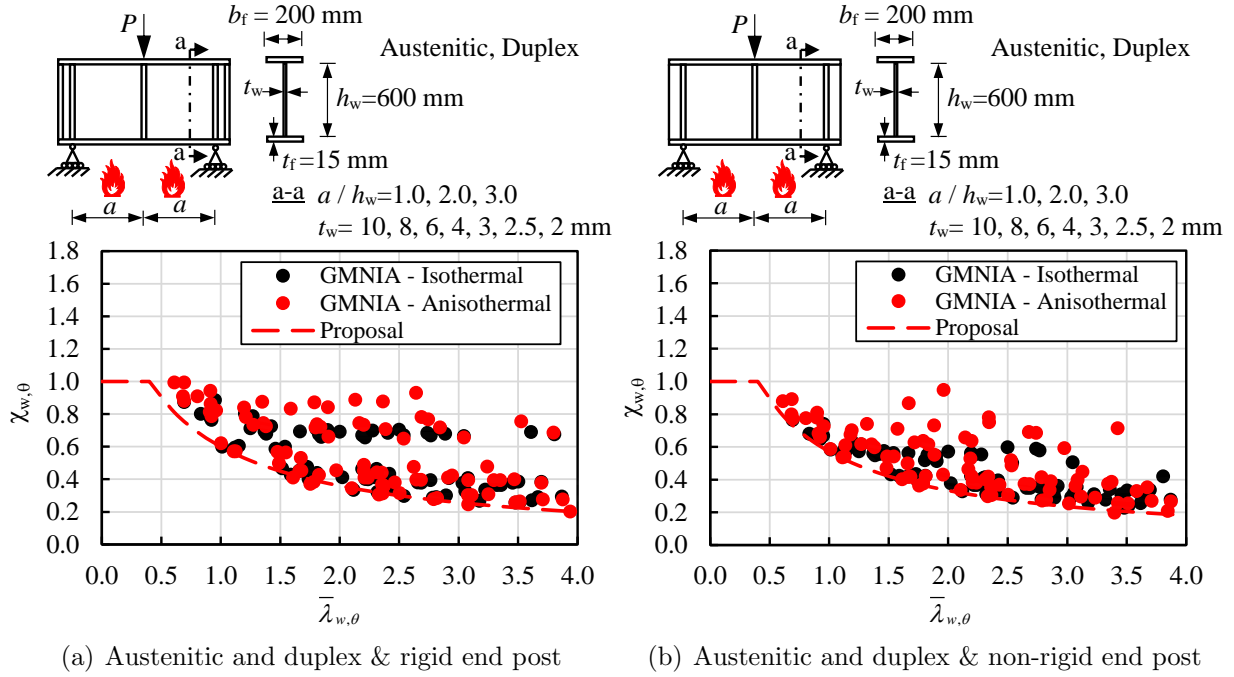 b_f = 200 mm
P
a
Austenitic, Duplex
t_w
h_w=600 mm
a
t_f=15 mm
a-a a / h_w=1.0, 2.0, 3.0
a a
t_w= 10, 8, 6, 4, 3, 2.5, 2 mm
1.8
1.6
1.4
1.2
1.0
0.8
0.6
0.4
0.2
0.0
χ_w,θ
GMNIA - Isothermal
GMNIA - Anisothermal
Proposal
0.0 0.5 1.0 1.5 2.0 2.5 3.0 3.5 4.0
λ̅_w,θ
(a) Austenitic and duplex & rigid end post
b_f = 200 mm
P
a
Austenitic, Duplex
t_w
h_w=600 mm
a
t_f=15 mm
a-a a / h_w=1.0, 2.0, 3.0
a a
t_w= 10, 8, 6, 4, 3, 2.5, 2 mm
1.8
1.6
1.4
1.2
1.0
0.8
0.6
0.4
0.2
0.0
χ_w,θ
GMNIA - Isothermal
GMNIA - Anisothermal
Proposal
0.0 0.5 1.0 1.5 2.0 2.5 3.0 3.5 4.0
λ̅_w,θ
(b) Austenitic and duplex & non-rigid end post